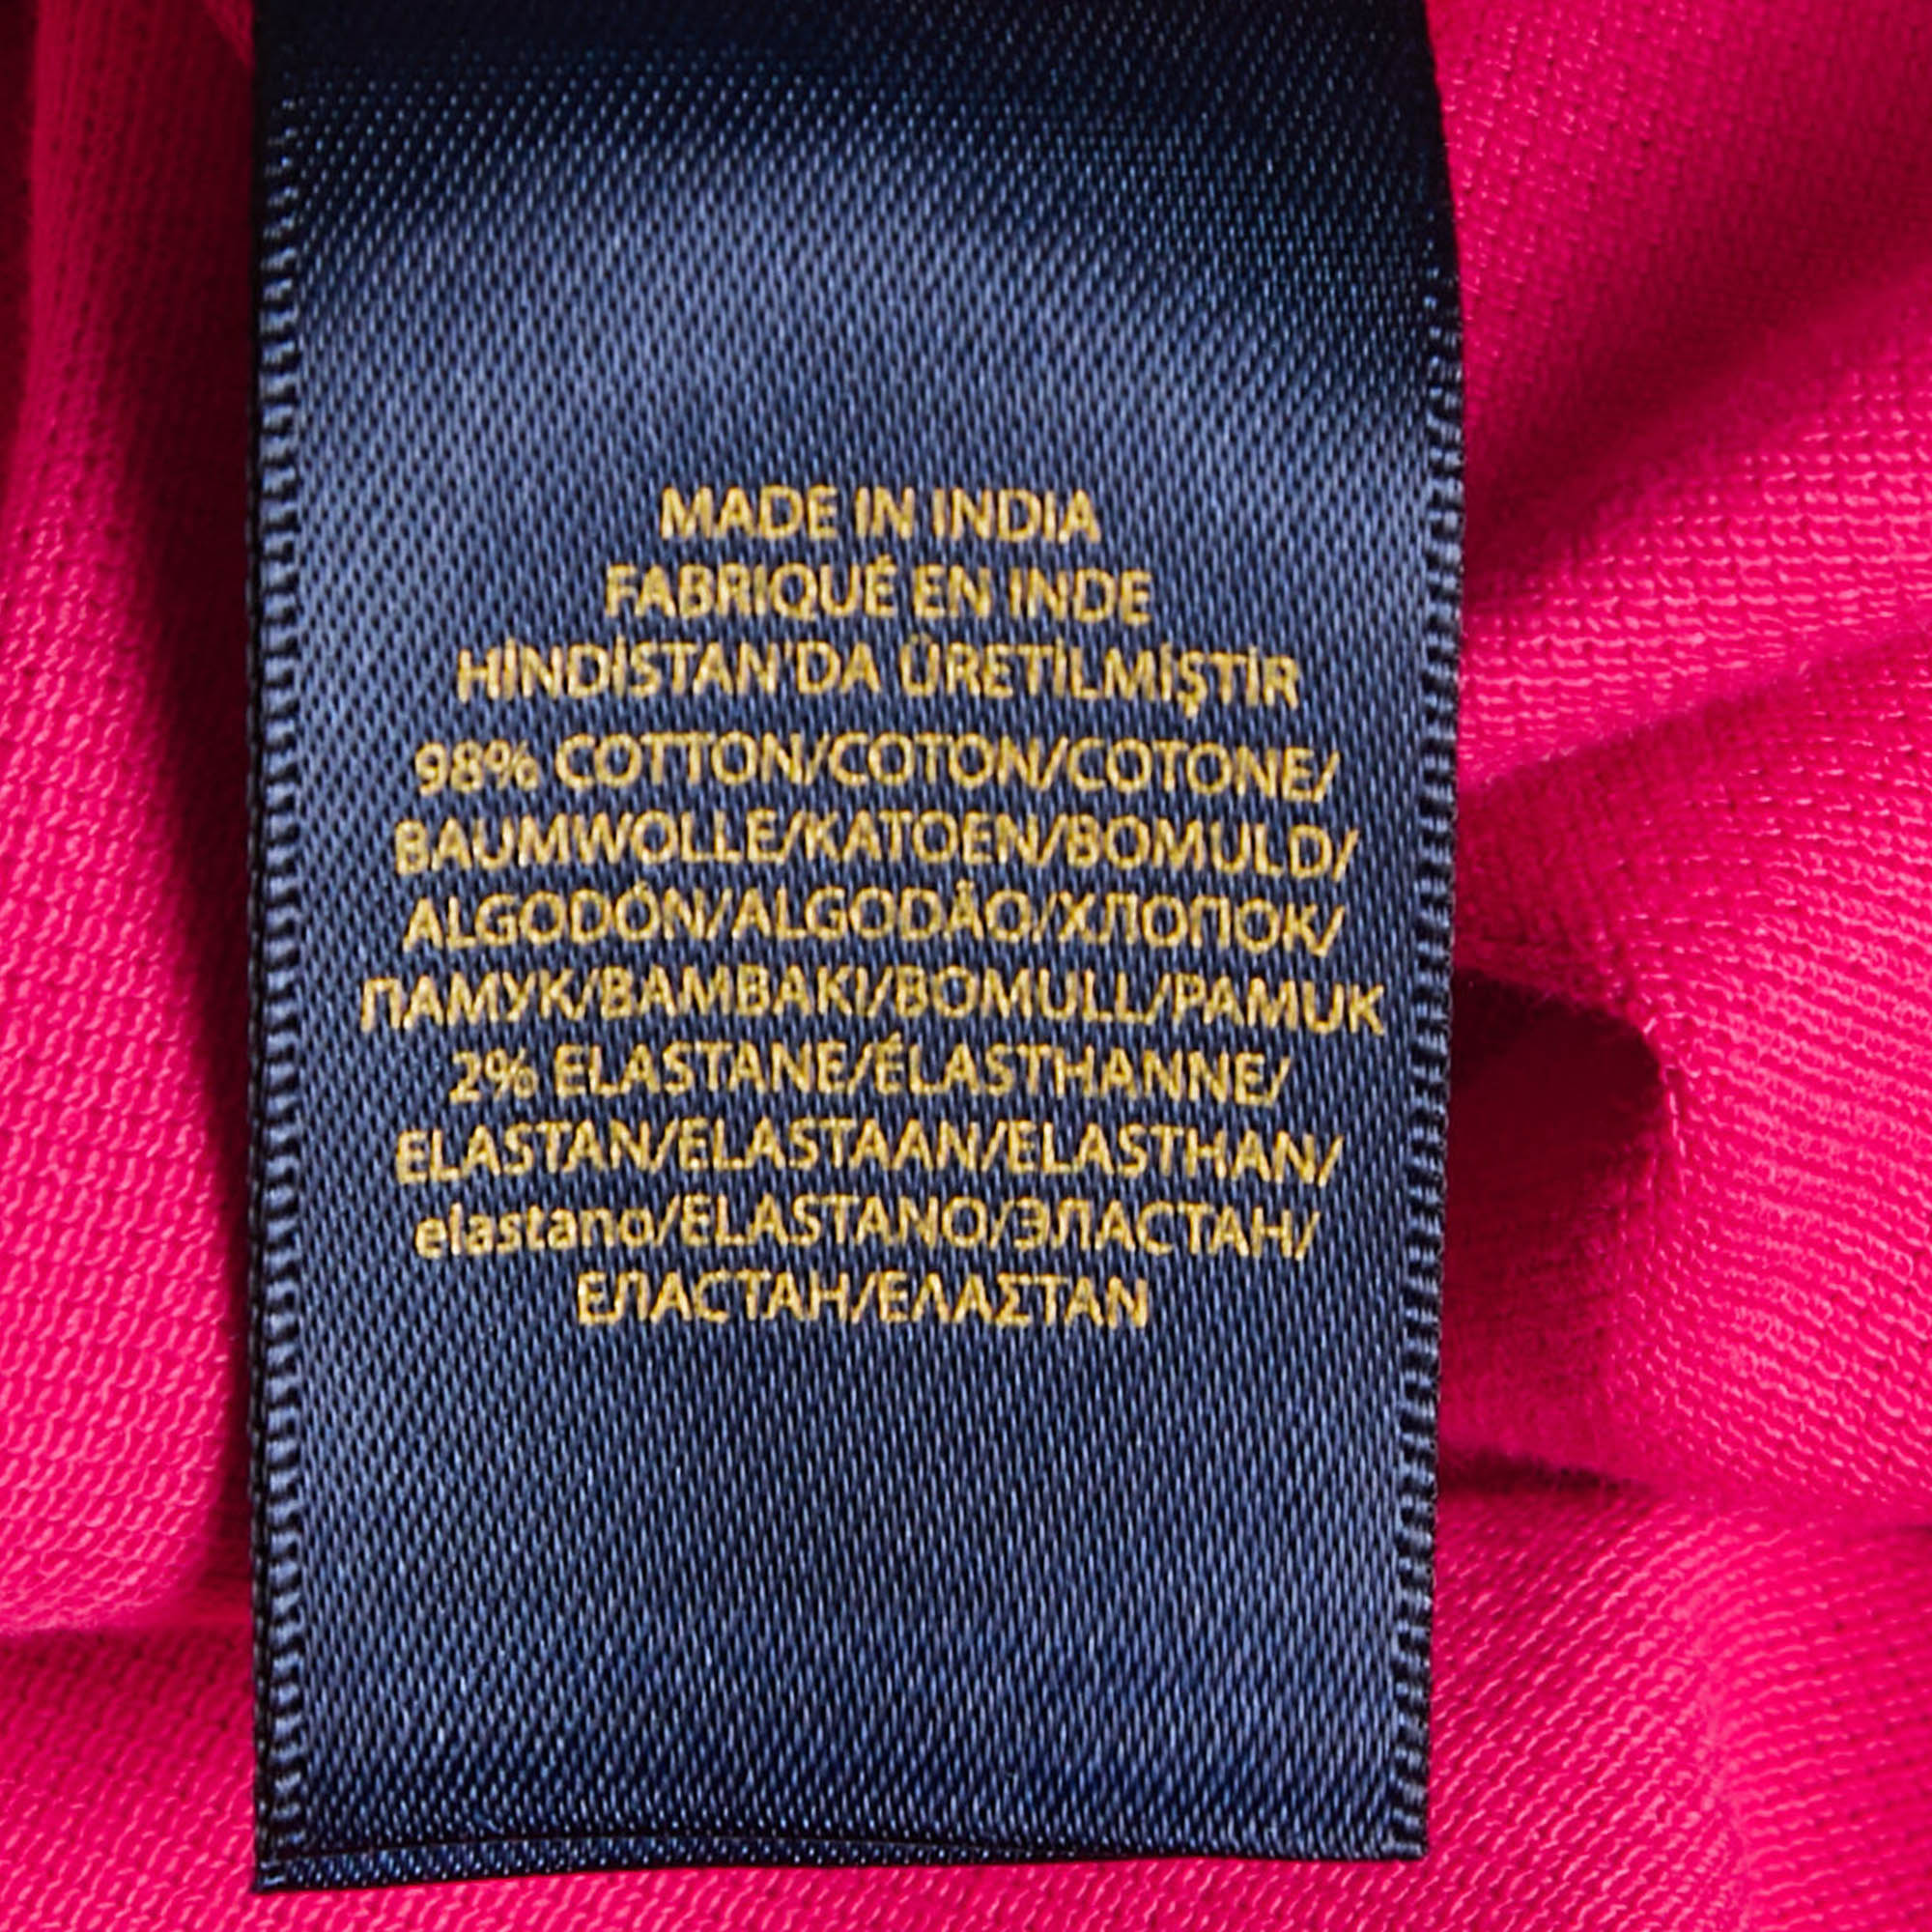 MADE IN INDIA
FABRIQUÉ EN INDE
HİNDİSTAN'DA ÜRETİLMİŞTİR
98% COTTON/COTON/COTONE/
BAUMWOLLE/KATOEN/BOMULD/
ALGODÓN/ALGODÃO/ХЛОПОК/
ПАМУК/ΒΑΜΒΑΚΙ/BOMULL/PAMUK
2% ELASTANE/ÉLASTHANNE/
ELASTAN/ELASTAAN/ELASTHAN/
elastano/ELASTANO/ЭЛАСТАН/
ЕЛАСТАН/ΕΛΑΣΤΑΝ